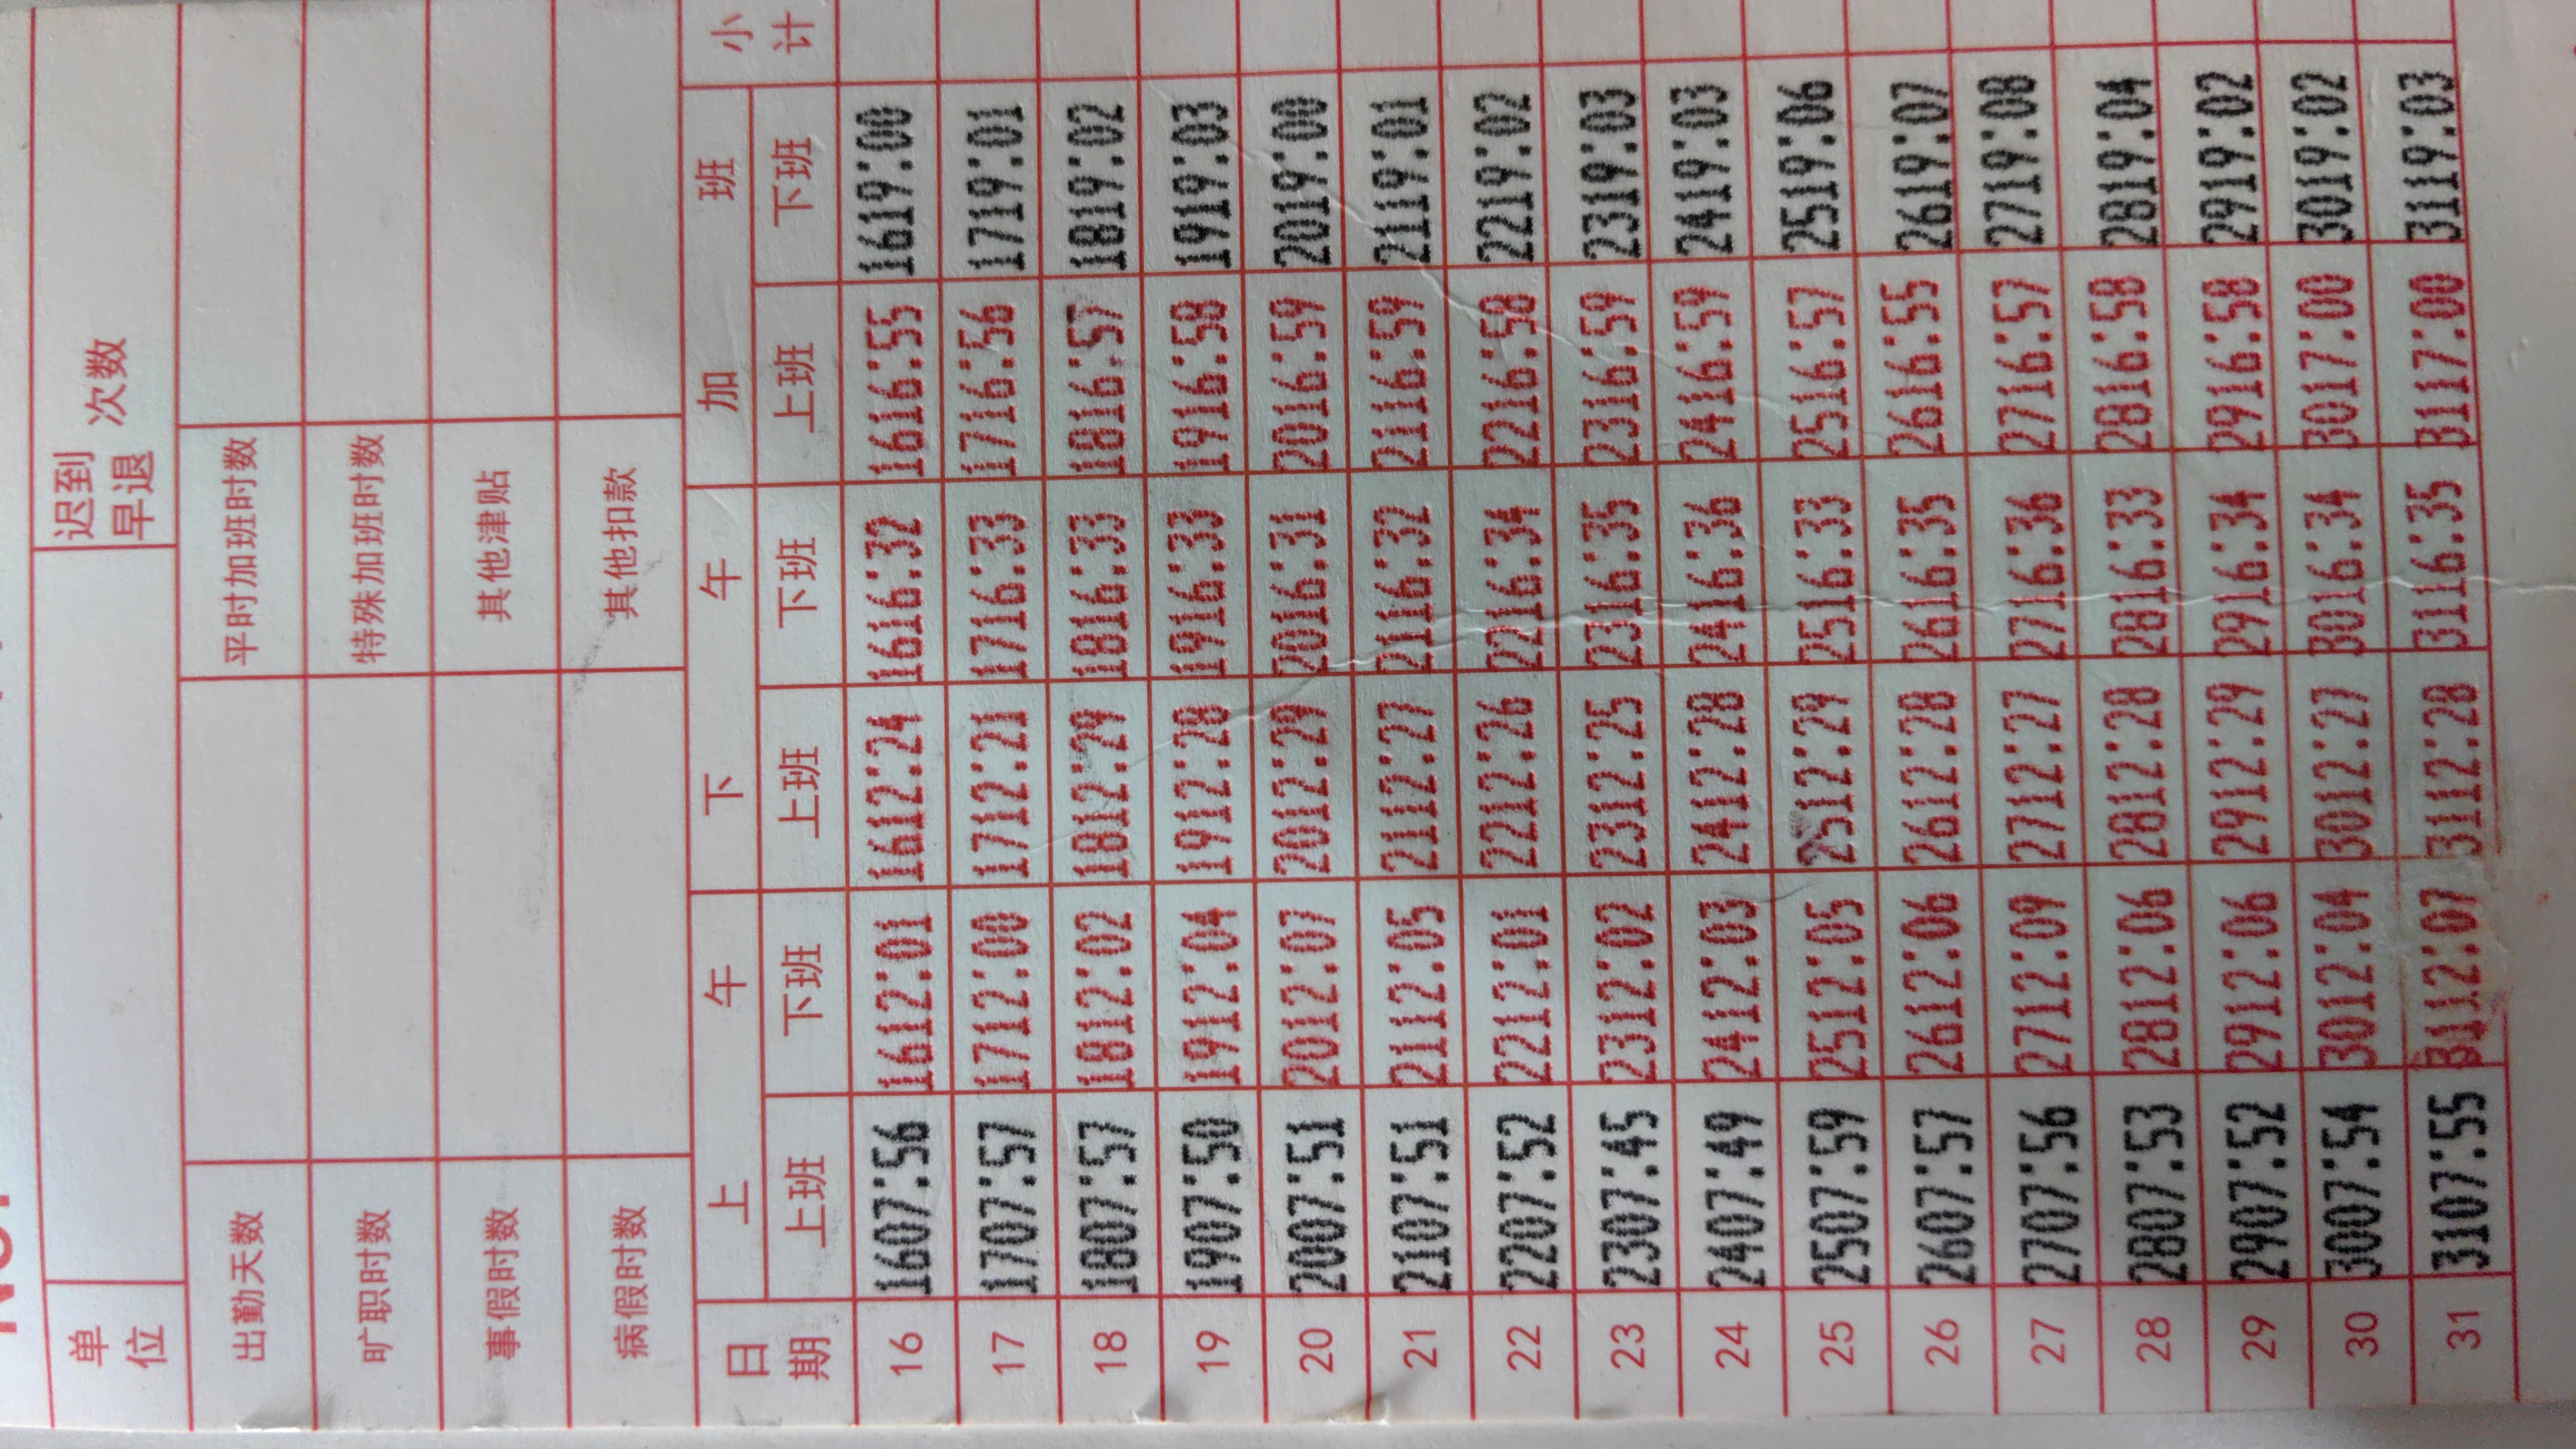 单位 迟到早退 次数
出勤天数 平时加班时数
旷职时数 特殊加班时数
事假时数 其他津贴
病假时数 其他扣款
日期 上午 下午 加班 小计
上班 下班 上班 下班 上班 下班
16 1607:56 1612:01 1612:24 1616:32 1616:55 1619:00
17 1707:57 1712:00 1712:21 1716:33 1716:56 1719:01
18 1807:57 1812:02 1812:29 1816:33 1816:57 1819:02
19 1907:50 1912:04 1912:28 1916:33 1916:58 1919:03
20 2007:51 2012:07 2012:29 2016:31 2016:59 2019:00
21 2107:51 2112:05 2112:27 2116:32 2116:59 2119:01
22 2207:52 2212:01 2212:26 2216:34 2216:58 2219:02
23 2307:45 2312:02 2312:25 2316:35 2316:59 2319:03
24 2407:49 2412:03 2412:28 2416:36 2416:59 2419:03
25 2507:59 2512:05 2512:29 2516:33 2516:57 2519:06
26 2607:57 2612:06 2612:28 2616:35 2616:55 2619:07
27 2707:56 2712:09 2712:27 2716:36 2716:57 2719:08
28 2807:53 2812:06 2812:28 2816:33 2816:58 2819:04
29 2907:52 2912:06 2912:29 2916:34 2916:58 2919:02
30 3007:54 3012:04 3012:27 3016:34 3017:00 3019:02
31 3107:55 3112:07 3112:28 3116:35 3117:00 3119:03